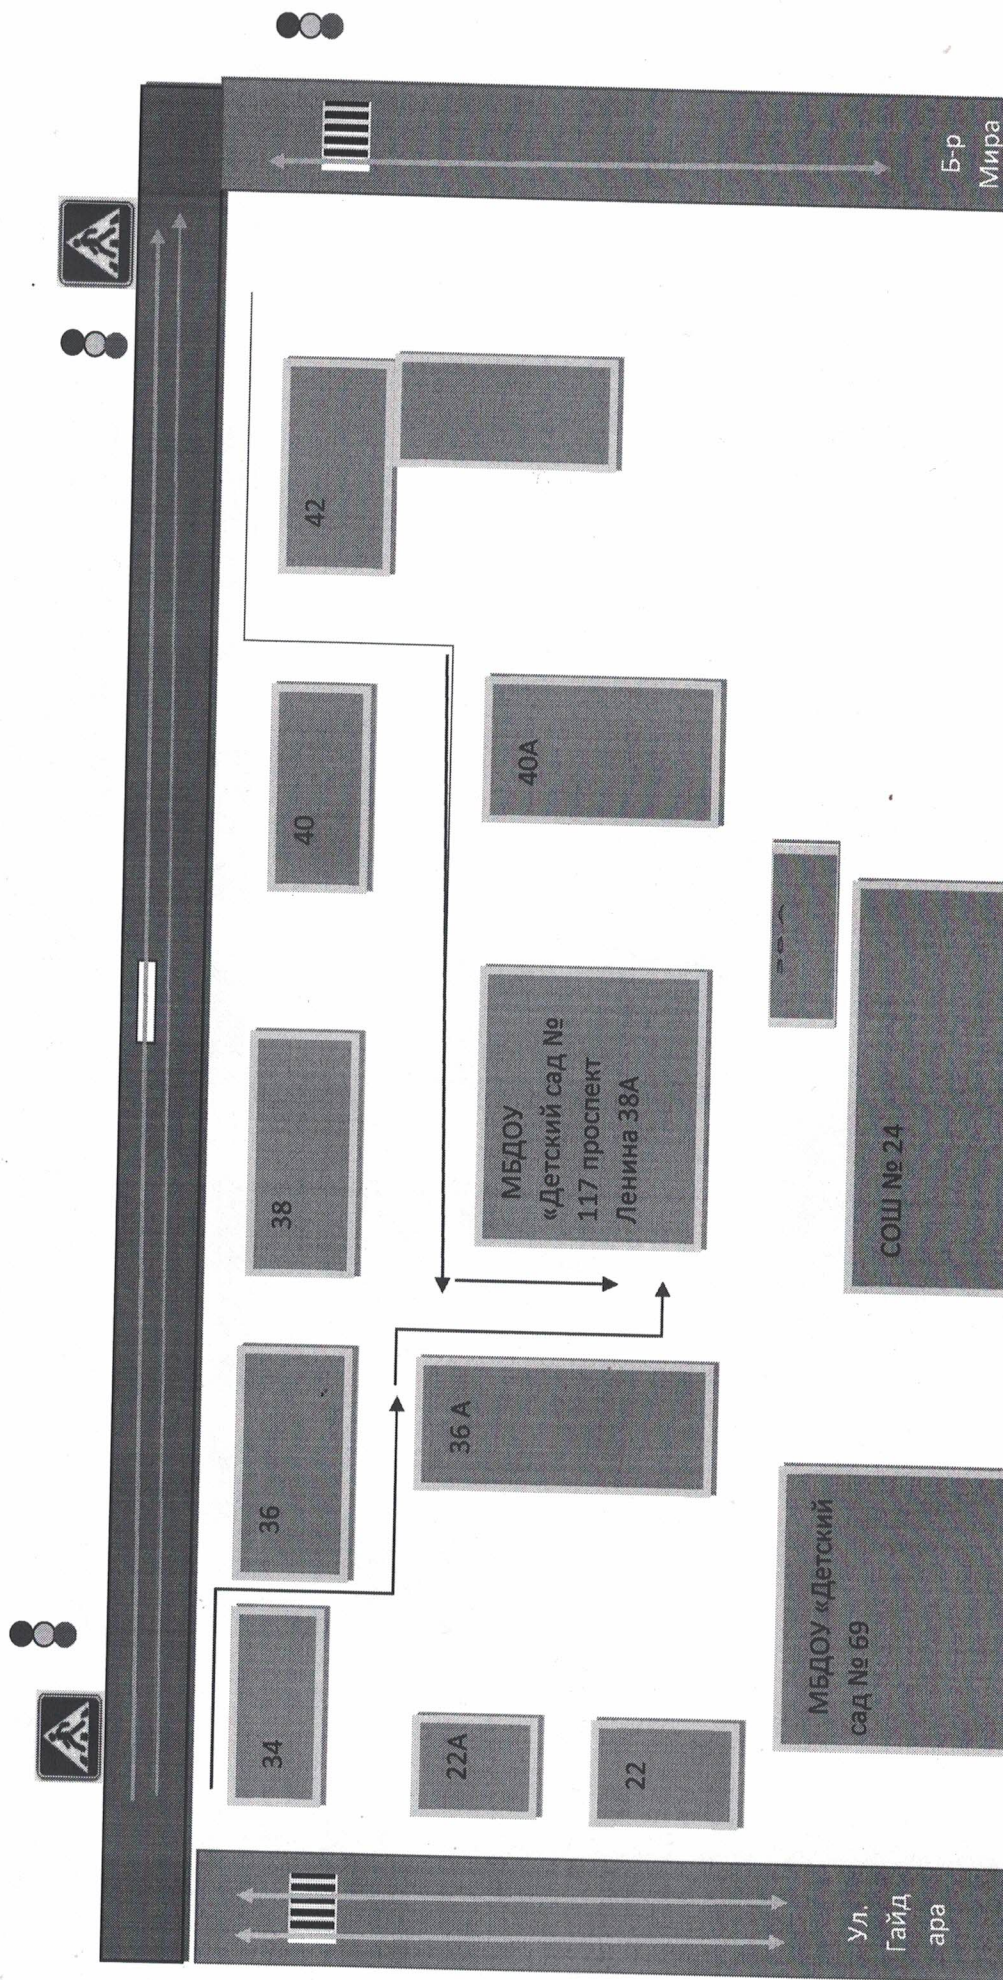 34
36
38
40
42
22А
36 А
МБДОУ
«Детский сад №
117 проспект
Ленина 38А
40А
22
МБДОУ «Детский
сад № 69
СОШ № 24
Ул.
Гайд
ара
Б-р
Мира